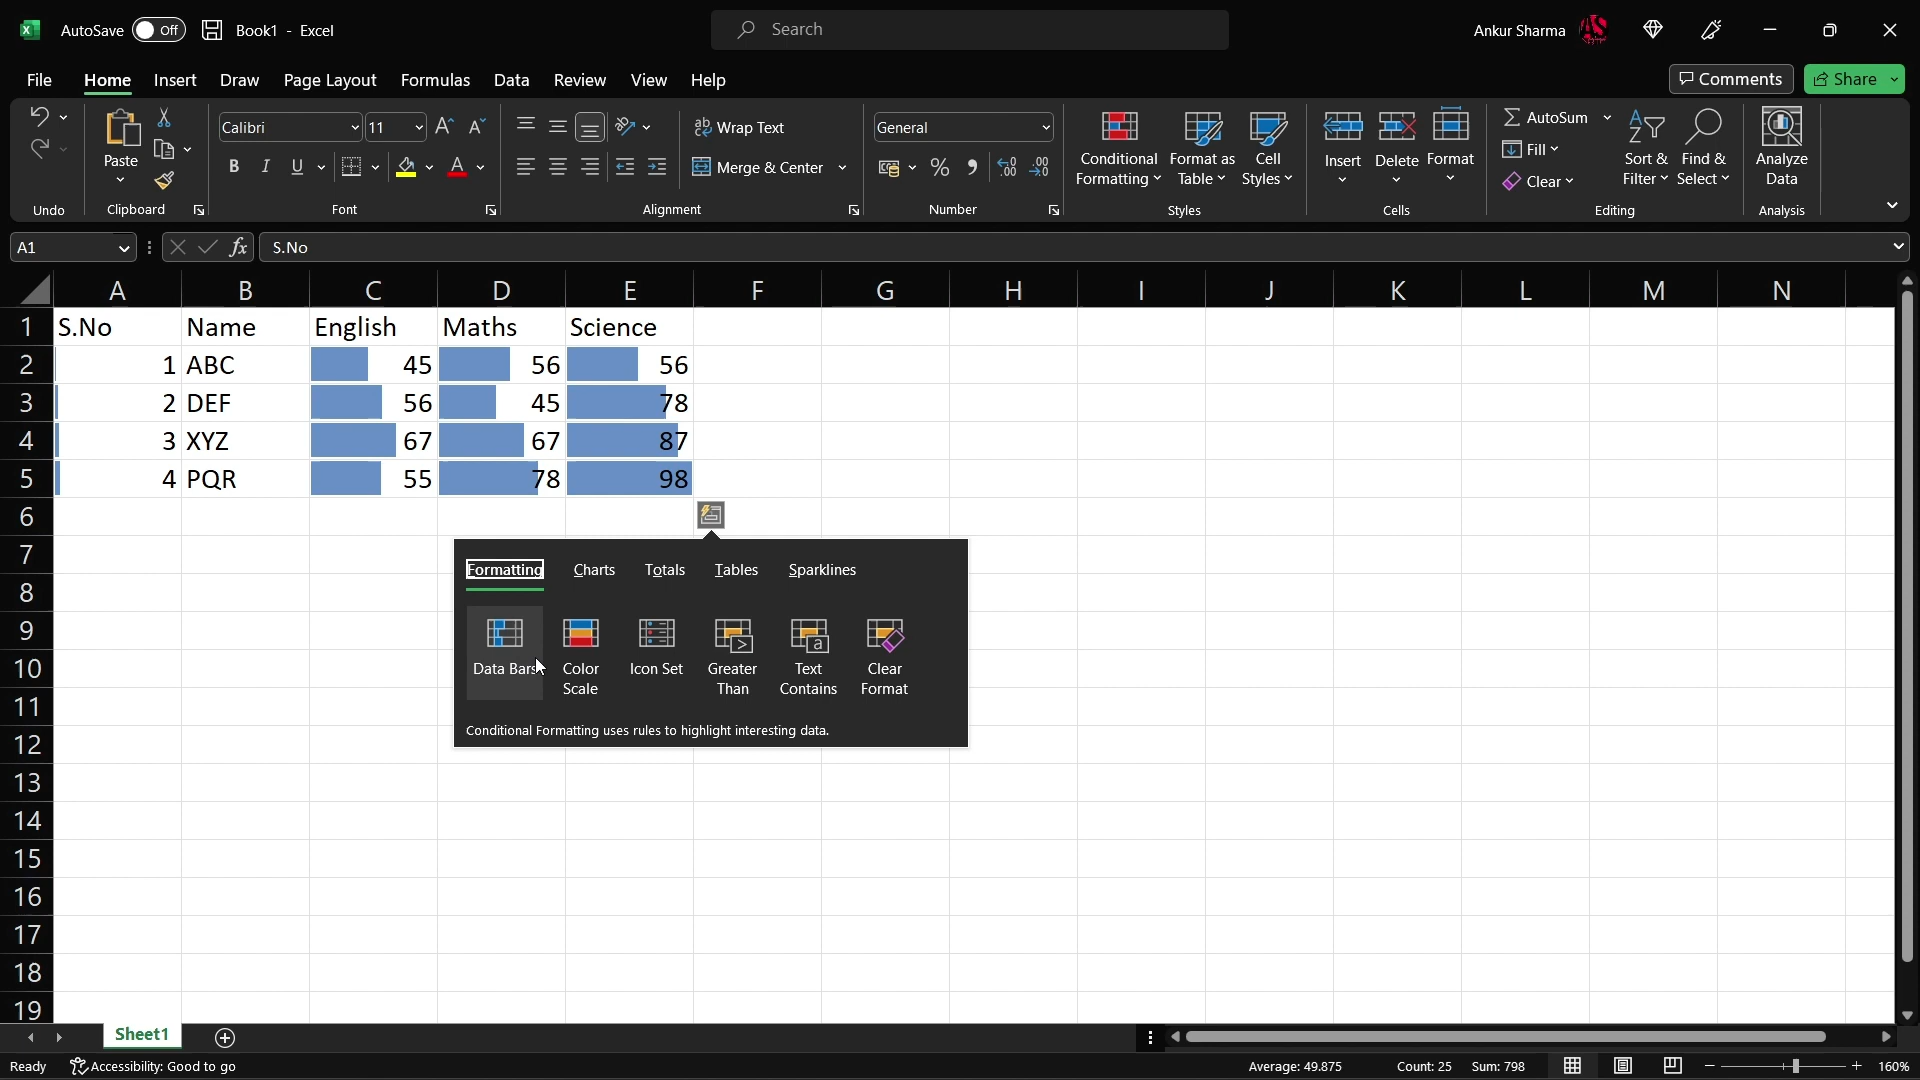 AutoSave Off Book1 - Excel Search Ankur Sharma
File Home Insert Draw Page Layout Formulas Data Review View Help Comments Share
Calibri 11 Wrap Text General AutoSum
Paste B I U Merge & Center % , Conditional Formatting Format as Table Cell Styles Insert Delete Format Fill Sort & Filter Find & Select Analyze Data
Clear
Undo Clipboard Font Alignment Number Styles Cells Editing Analysis
A1 fx S.No
A B C D E F G H I J K L M N
1 S.No Name English Maths Science
2 1 ABC 45 56 56
3 2 DEF 56 45 78
4 3 XYZ 67 67 87
5 4 PQR 55 78 98
6
7
Formatting Charts Totals Tables Sparklines
8
9
Data Bars Color Scale Icon Set Greater Than Text Contains Clear Format
10
11
Conditional Formatting uses rules to highlight interesting data.
12
13
14
15
16
17
18
19
Sheet1
Ready Accessibility: Good to go Average: 49.875 Count: 25 Sum: 798 160%